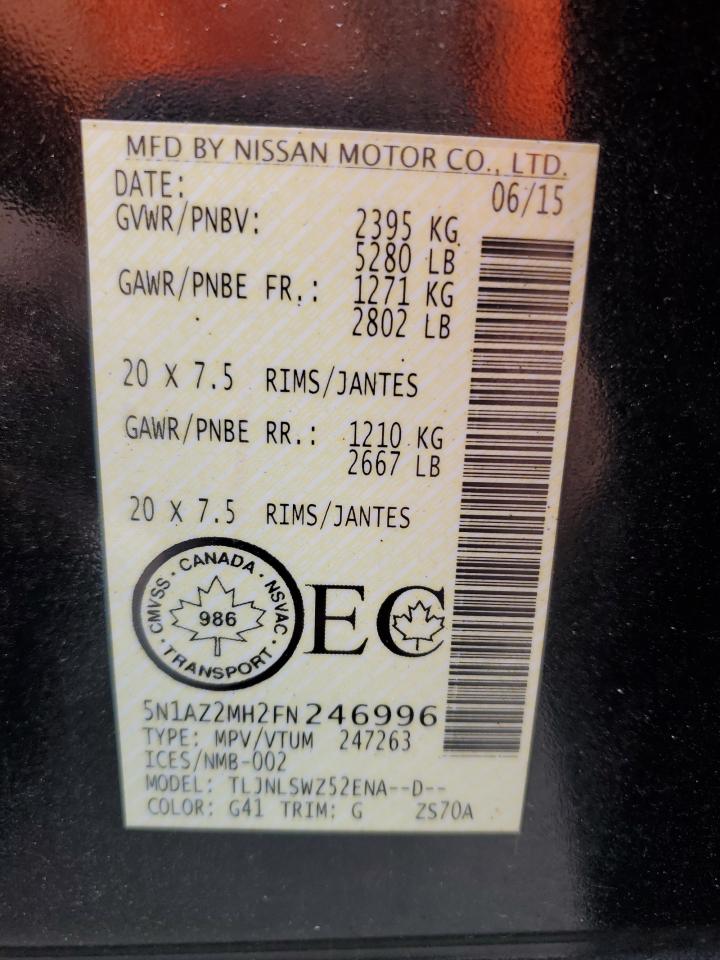 MFD BY NISSAN MOTOR CO., LTD.
DATE: 06/15
GVWR/PNBV: 2395 KG
5280 LB
GAWR/PNBE FR.: 1271 KG
2802 LB
20 X 7.5 RIMS/JANTES
GAWR/PNBE RR.: 1210 KG
2667 LB
20 X 7.5 RIMS/JANTES
CMVSS · CANADA · NSVAC · TRANSPORT ·
986
EC
5N1AZ2MH2FN246996
TYPE: MPV/VTUM 247263
ICES/NMB-002
MODEL: TLJNLSWZ52ENA--D--
COLOR: G41 TRIM: G ZS70A